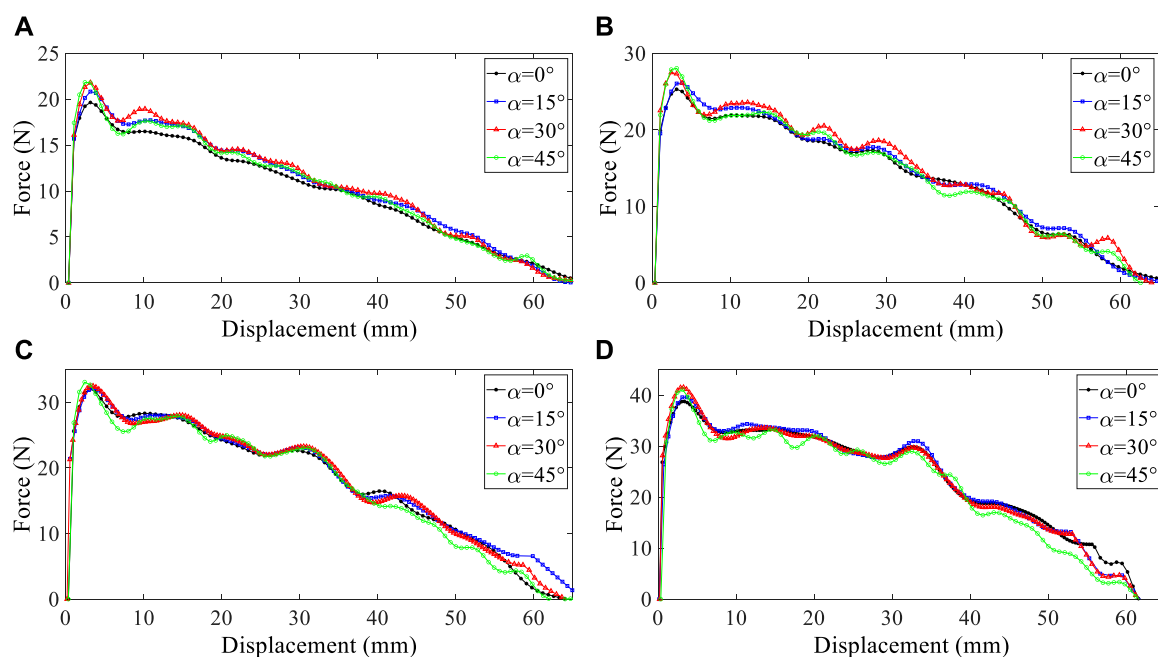 A
Force (N)
25
20
15
10
5
0
0 10 20 30 40 50 60
Displacement (mm)
α=0°
α=15°
α=30°
α=45°
B
Force (N)
30
20
10
0
0 10 20 30 40 50 60
Displacement (mm)
α=0°
α=15°
α=30°
α=45°
C
Force (N)
30
20
10
0
0 10 20 30 40 50 60
Displacement (mm)
α=0°
α=15°
α=30°
α=45°
D
Force (N)
40
30
20
10
0
0 10 20 30 40 50 60
Displacement (mm)
α=0°
α=15°
α=30°
α=45°